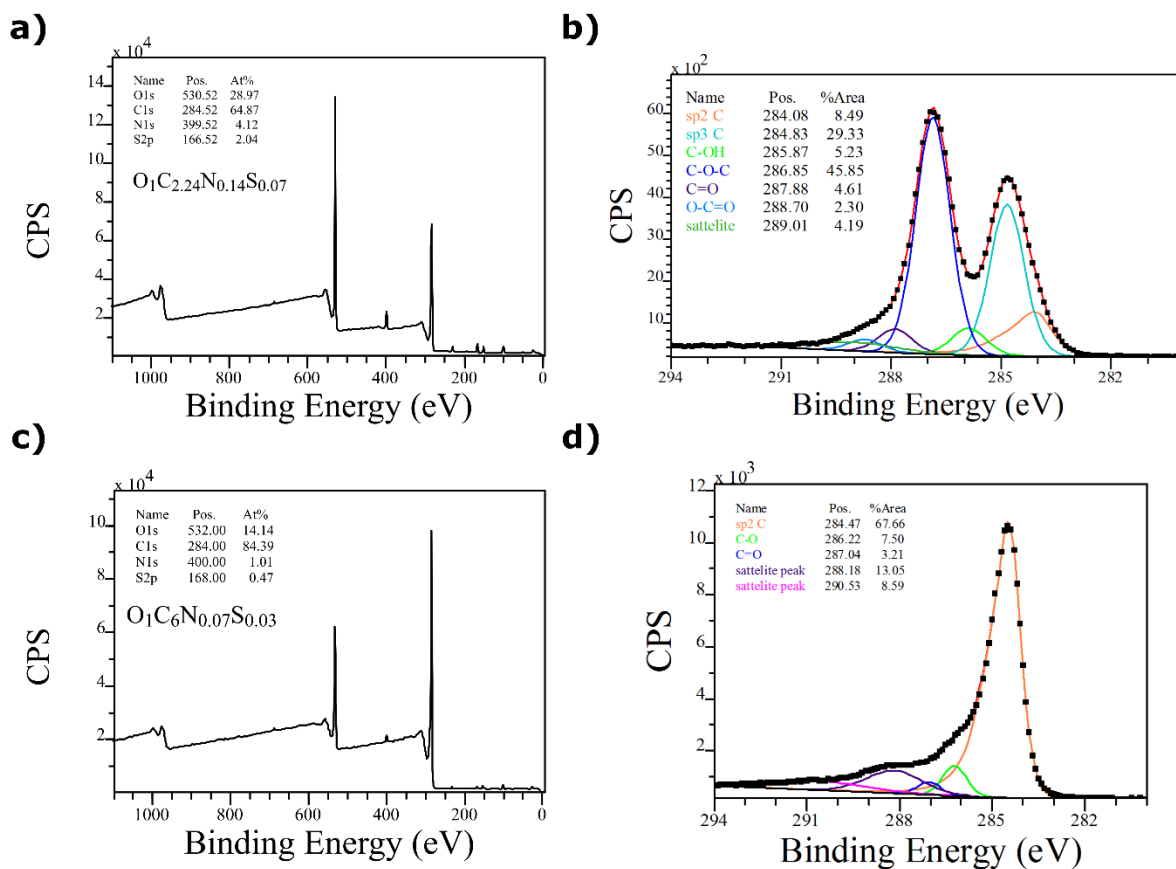 a)
x 10^4
Name Pos. At%
O1s 530.52 28.97
C1s 284.52 64.87
N1s 399.52 4.12
S2p 166.52 2.04
O₁C₂.₂₄N₀.₁₄S₀.₀₇
14
12
10
8
6
4
2
CPS
1000 800 600 400 200 0
Binding Energy (eV)
b)
x 10^2
Name Pos. %Area
sp2 C 284.08 8.49
sp3 C 284.83 29.33
C-OH 285.87 5.23
C-O-C 286.85 45.85
C=O 287.88 4.61
O-C=O 288.70 2.30
sattelite 289.01 4.19
60
50
40
30
20
10
CPS
294 291 288 285 282
Binding Energy (eV)
c)
x 10^4
Name Pos. At%
O1s 532.00 14.14
C1s 284.00 84.39
N1s 400.00 1.01
S2p 168.00 0.47
O₁C₆N₀.₀₇S₀.₀₃
10
8
6
4
2
CPS
1000 800 600 400 200 0
Binding Energy (eV)
d)
x 10^3
Name Pos. %Area
sp2 C 284.47 67.66
C-O 286.22 7.50
C=O 287.04 3.21
sattelite peak 288.18 13.05
sattelite peak 290.53 8.59
12
10
8
6
4
2
CPS
294 291 288 285 282
Binding Energy (eV)